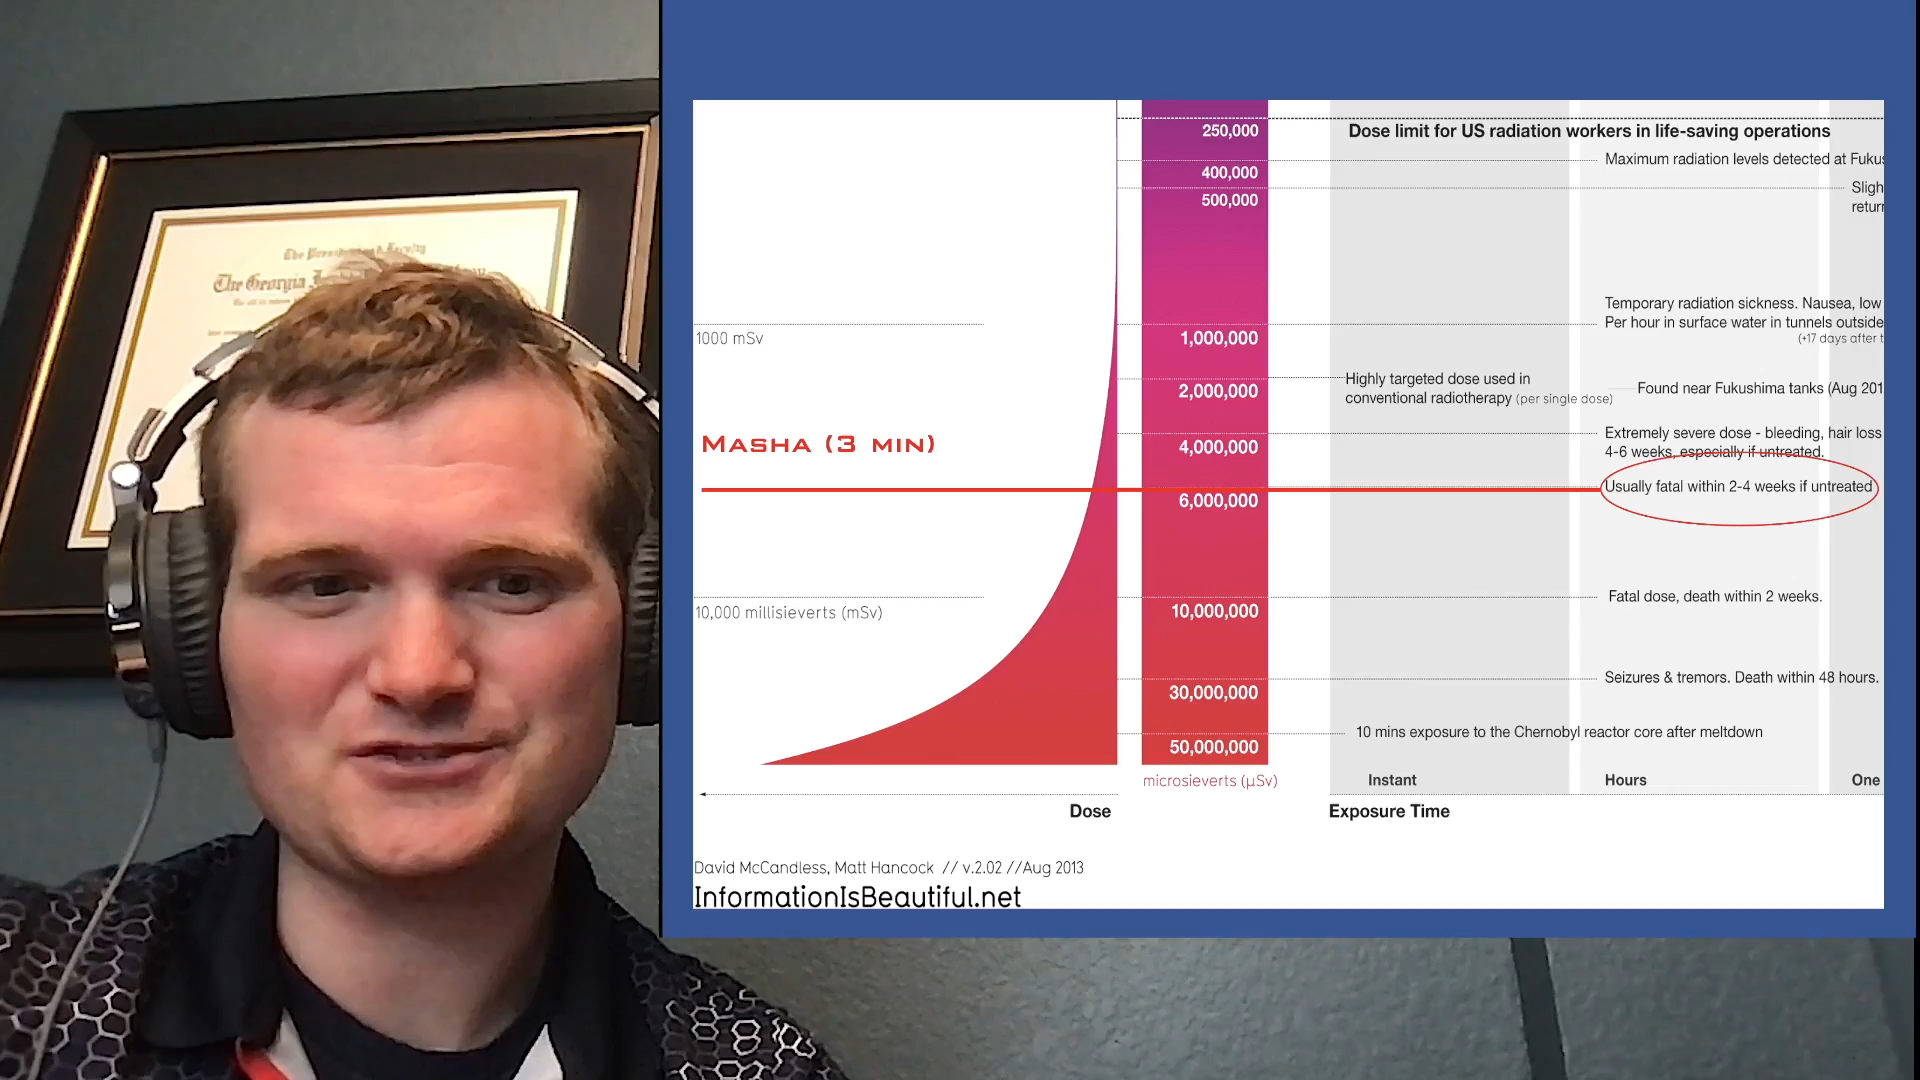 The Presidents & Faculty
The Georgia
250,000
Dose limit for US radiation workers in life-saving operations
Maximum radiation levels detected at Fukus
400,000
Sligh
500,000
return
Temporary radiation sickness. Nausea, low
Per hour in surface water in tunnels outside
1000 mSv
1,000,000
(+17 days after t
Highly targeted dose used in
conventional radiotherapy (per single dose)
2,000,000
Found near Fukushima tanks (Aug 201
MASHA (3 MIN)
4,000,000
Extremely severe dose - bleeding, hair loss
4-6 weeks, especially if untreated.
6,000,000
Usually fatal within 2-4 weeks if untreated
10,000 millisieverts (mSv)
10,000,000
Fatal dose, death within 2 weeks.
30,000,000
Seizures & tremors. Death within 48 hours.
50,000,000
10 mins exposure to the Chernobyl reactor core after meltdown
microsieverts (µSv)
Instant
Hours
One
Dose
Exposure Time
David McCandless, Matt Hancock // v.2.02 //Aug 2013
InformationIsBeautiful.net